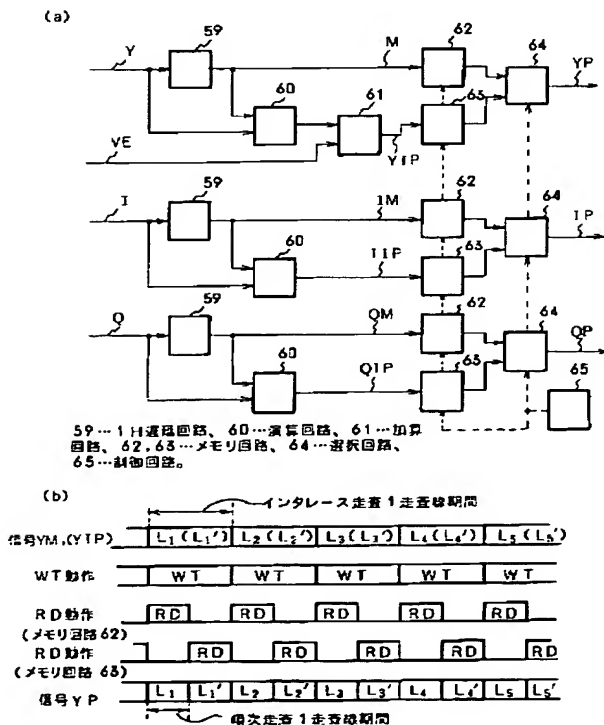 (a)
59
62
64
Y
M
YP
60
61
63
VE
YIP
59
62
64
I
IM
IP
60
63
IIP
59
62
64
Q
QM
QP
60
63
65
QIP
59…1H遅延回路、60…演算回路、61…加算
回路、62,63…メモリ回路、64…選択回路、
65…制御回路。
(b)
インタレース走査1走査線期間
信号YM,(YIP) L₁(L₁') L₂(L₂') L₃(L₃') L₄(L₄') L₅(L₅')
WT動作 WT WT WT WT WT
RD動作 RD RD RD RD RD
(メモリ回路62)
RD動作 RD RD RD RD RD
(メモリ回路63)
信号YP L₁ L₁' L₂ L₂' L₃ L₃' L₄ L₄' L₅ L₅'
順次走査1走査線期間